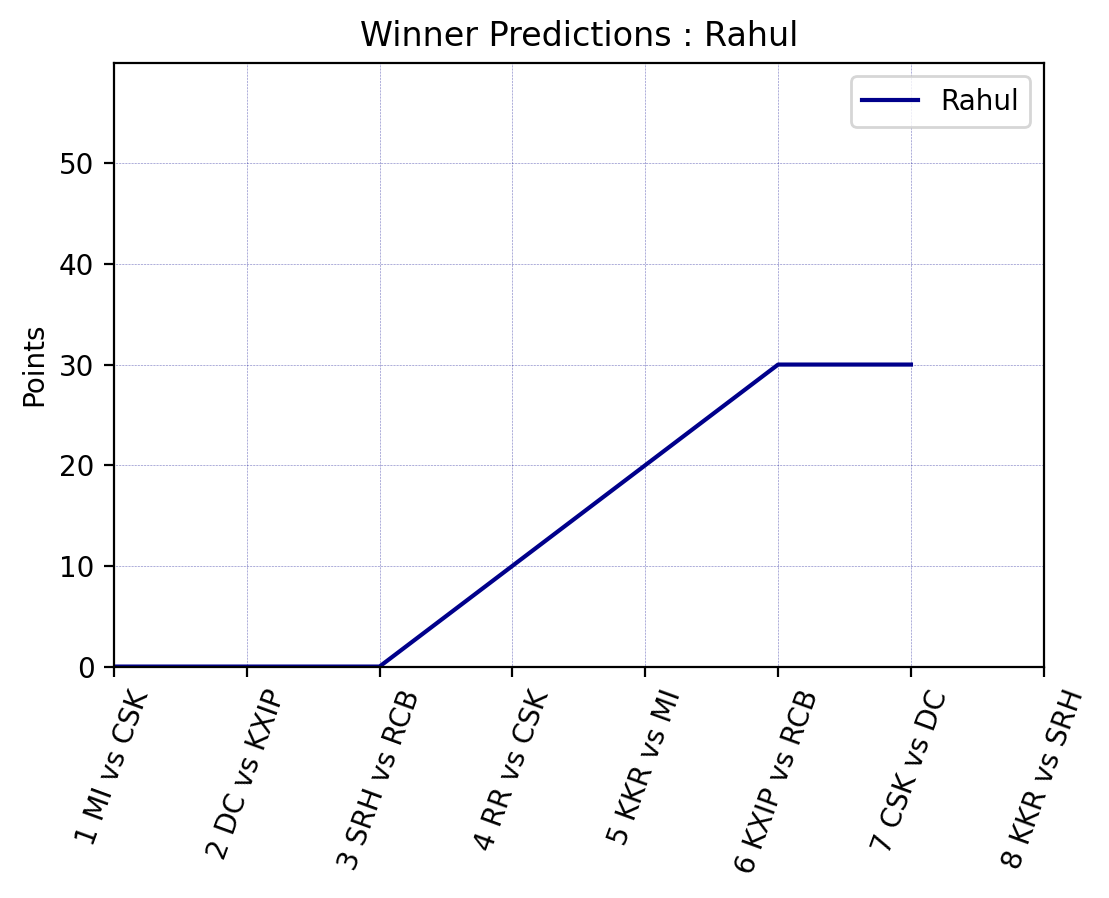 Winner Predictions : Rahul
Rahul
Points
50
40
30
20
10
0
1 MI vs CSK
2 DC vs KXIP
3 SRH vs RCB
4 RR vs CSK
5 KKR vs MI
6 KXIP vs RCB
7 CSK vs DC
8 KKR vs SRH